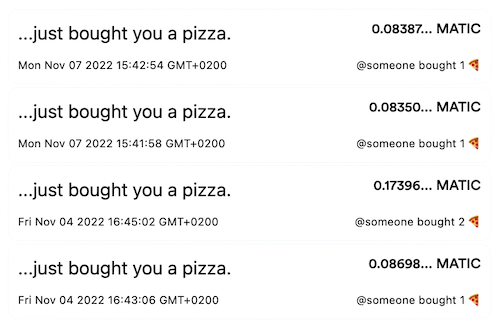 ...just bought you a pizza. 0.08387... MATIC
Mon Nov 07 2022 15:42:54 GMT+0200 @someone bought 1 🍕
...just bought you a pizza. 0.08350... MATIC
Mon Nov 07 2022 15:41:58 GMT+0200 @someone bought 1 🍕
...just bought you a pizza. 0.17396... MATIC
Fri Nov 04 2022 16:45:02 GMT+0200 @someone bought 2 🍕
...just bought you a pizza. 0.08698... MATIC
Fri Nov 04 2022 16:43:06 GMT+0200 @someone bought 1 🍕